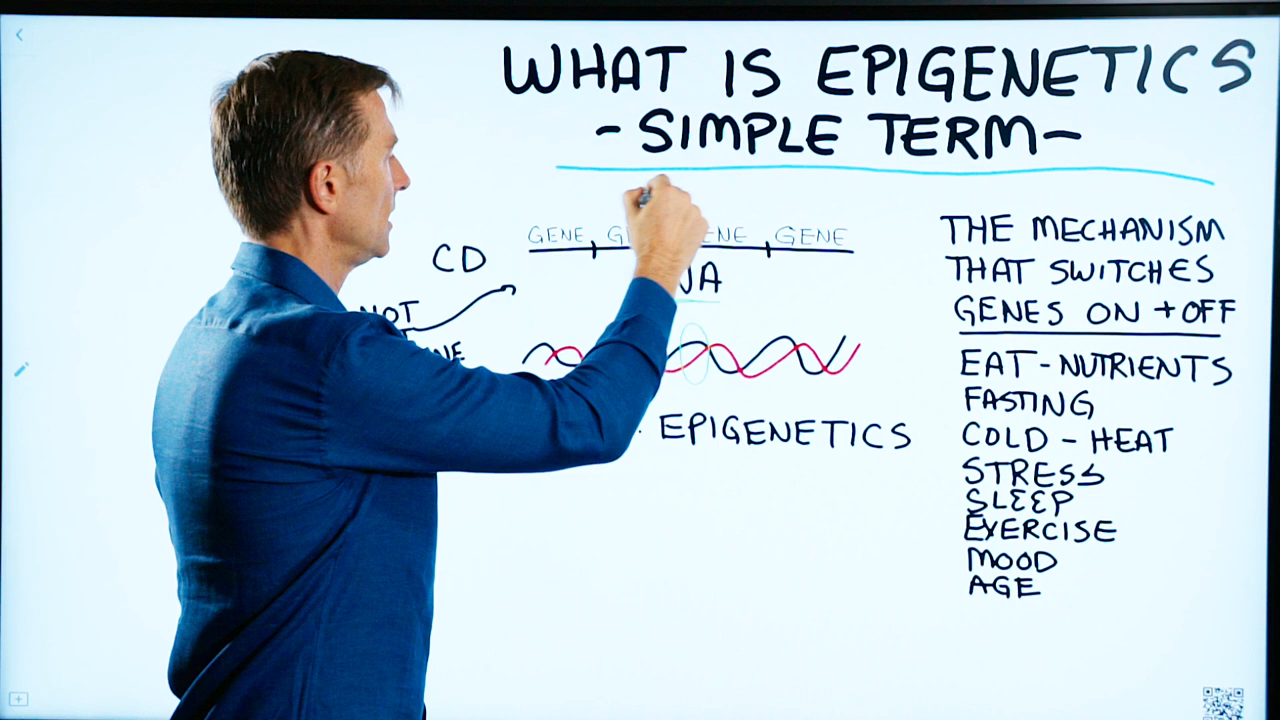 WHAT IS EPIGENETICS
-SIMPLE TERM-
GENE GENE
CD
THE MECHANISM
THAT SWITCHES
GENES ON + OFF
EAT-NUTRIENTS
FASTING
COLD - HEAT
STRESS
SLEEP
EXERCISE
MOOD
AGE
EPIGENETICS